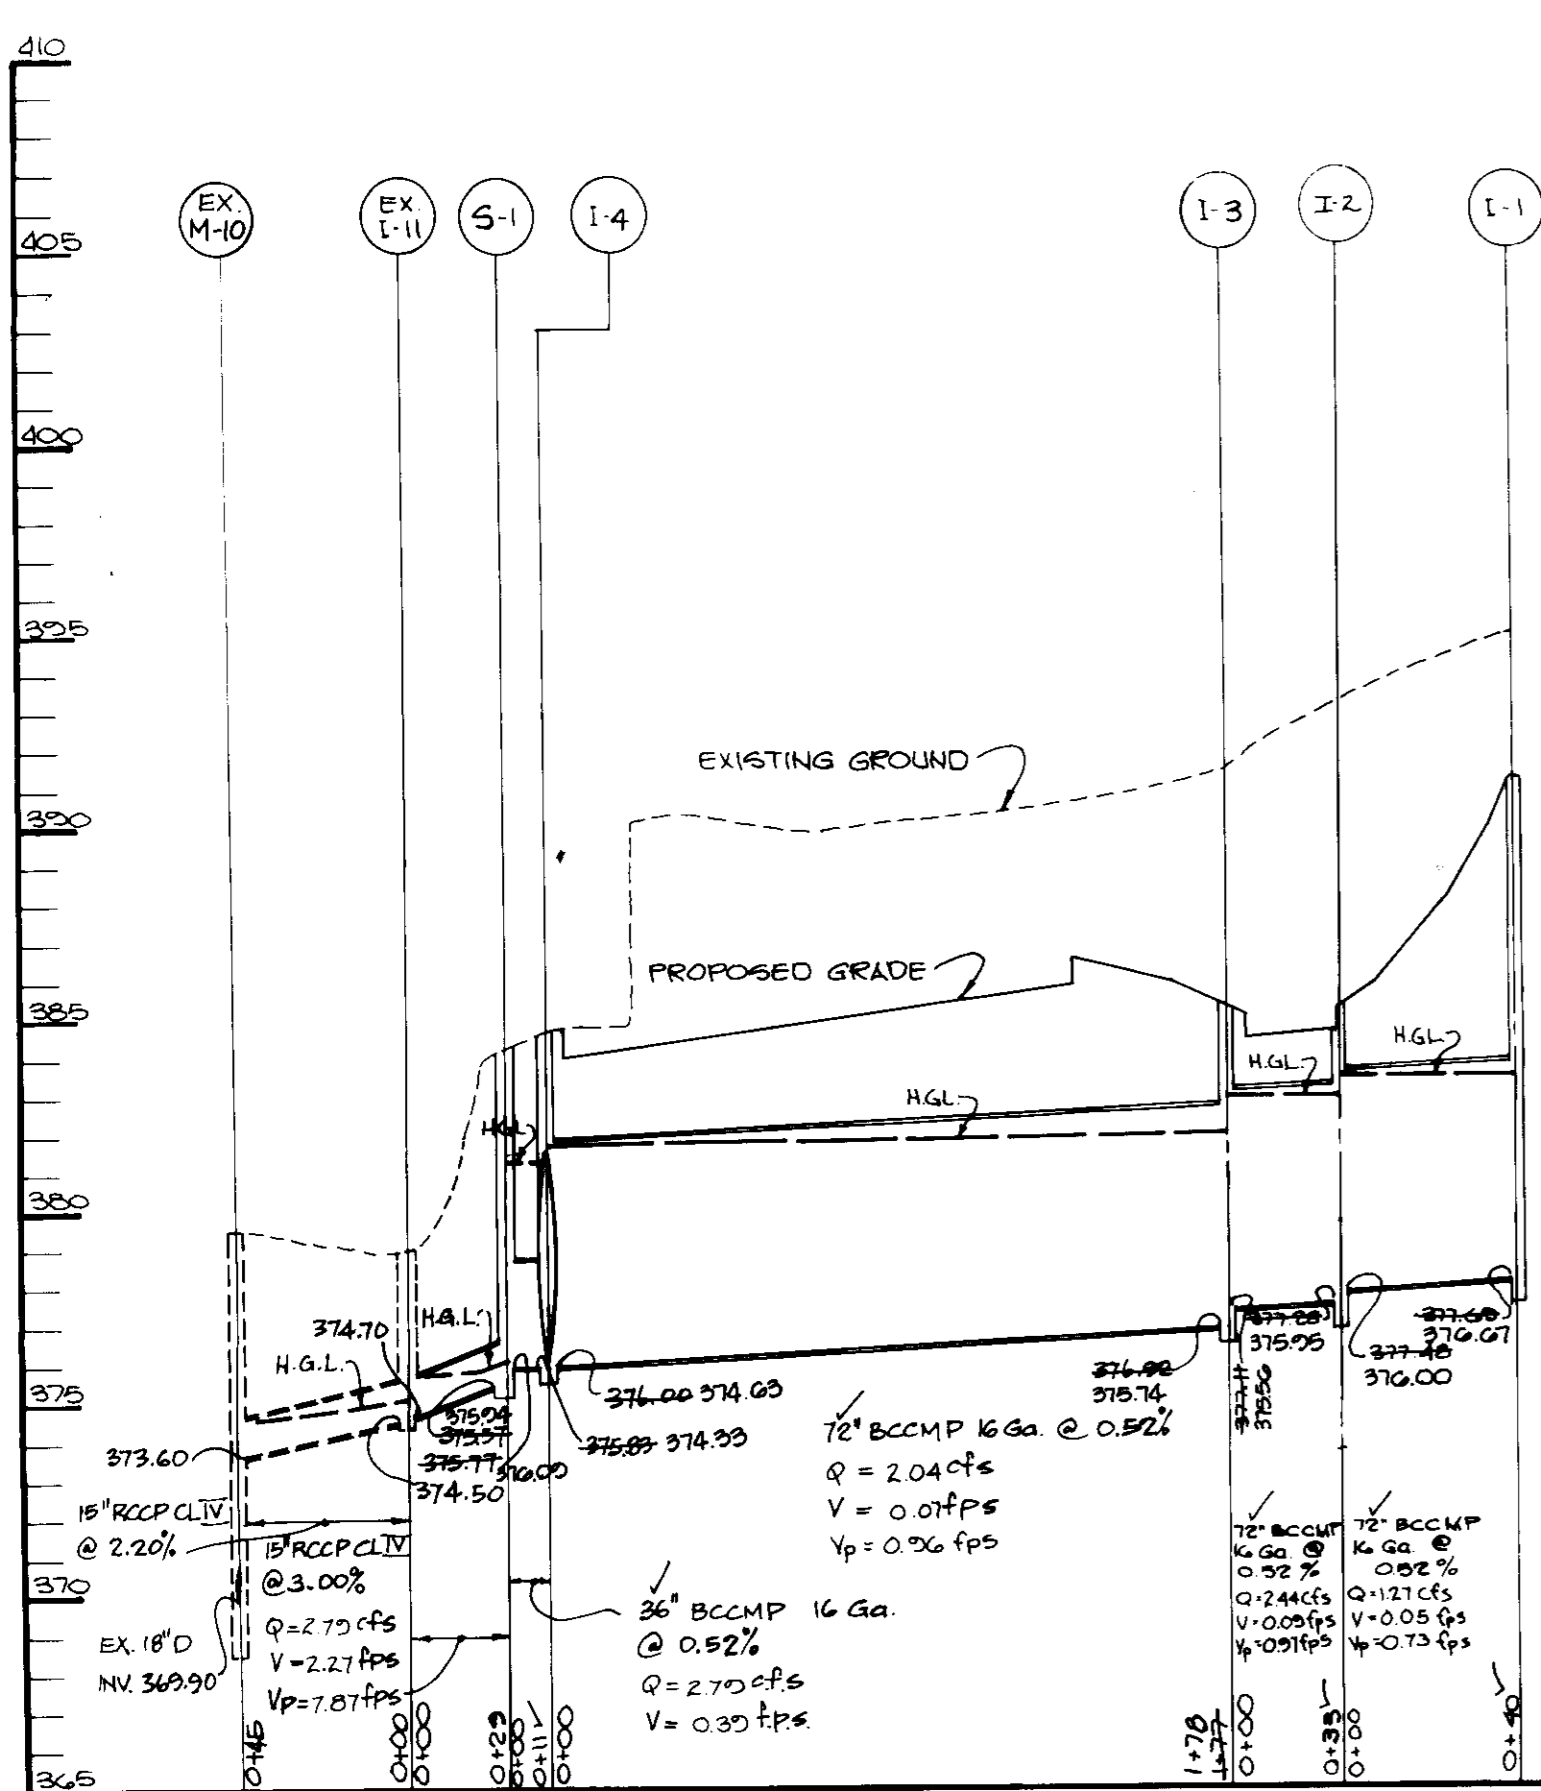 410
405
400
395
390
385
380
375
370
365
EX.
M-10
EX.
I-11
S-1
I-4
I-3
I-2
I-1
EXISTING GROUND
PROPOSED GRADE
H.G.L.
H.G.L.
H.G.L.
H.G.L.
374.70
H.G.L.
H.G.L.
373.60
375.94
375.57
375.77
376.09
374.50
376.00 374.63
375.83 374.33
376.92
375.74
377.11
375.56
377.28
375.95
377.48
376.00
377.68
376.67
15" RCCP CL IV
@ 2.20%
15" RCCP CL IV
@ 3.00%
Q=2.79 cfs
V=2.27 fps
Vp=7.87 fps
EX. 18" D
INV. 369.90
36" BCCMP 16 Ga.
@ 0.52%
Q=2.79 c.f.s
V= 0.39 f.p.s.
72" BCCMP 16 Ga. @ 0.52%
Q = 2.04 cfs
V = 0.07 fps
Vp = 0.96 fps
72" BCCMP
16 Ga. @
0.52 %
Q=2.44 cfs
V=0.09 fps
Vp=0.97 fps
72" BCCMP
16 Ga. @
0.52 %
Q=1.27 cfs
V=0.05 fps
Vp=0.73 fps
0+45
0+00
0+00
0+29
0+00
0+11
0+00
1+78
1+77
0+00
0+33
0+00
0+40